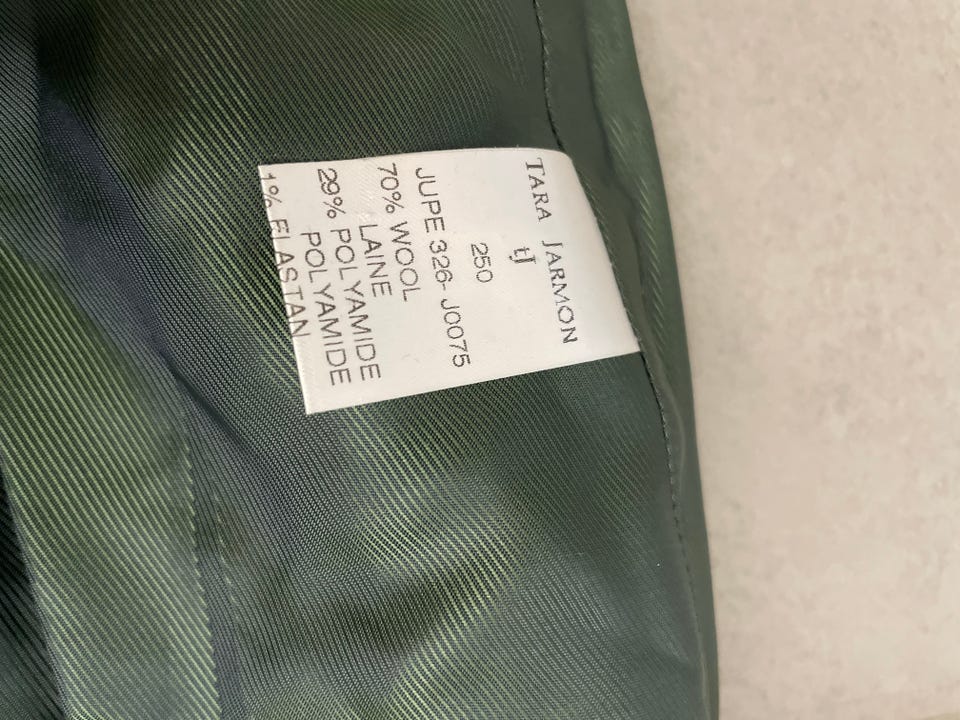 TARA JARMON
tJ
250
JUPE 326-J0075
70% WOOL
LAINE
29% POLYAMIDE
POLYAMIDE
1% ELASTAN